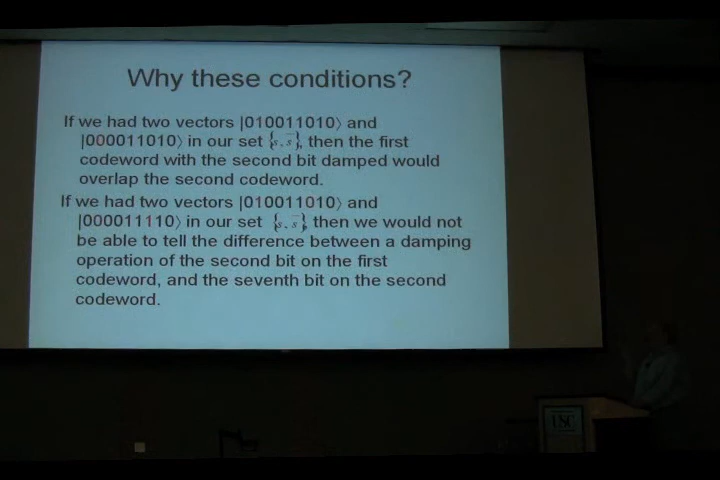 Why these conditions?
If we had two vectors |010011010⟩ and
|000011010⟩ in our set {s, s̅}, then the first
codeword with the second bit damped would
overlap the second codeword.
If we had two vectors |010011010⟩ and
|000011110⟩ in our set {s, s̅}, then we would not
be able to tell the difference between a damping
operation of the second bit on the first
codeword, and the seventh bit on the second
codeword.
USC